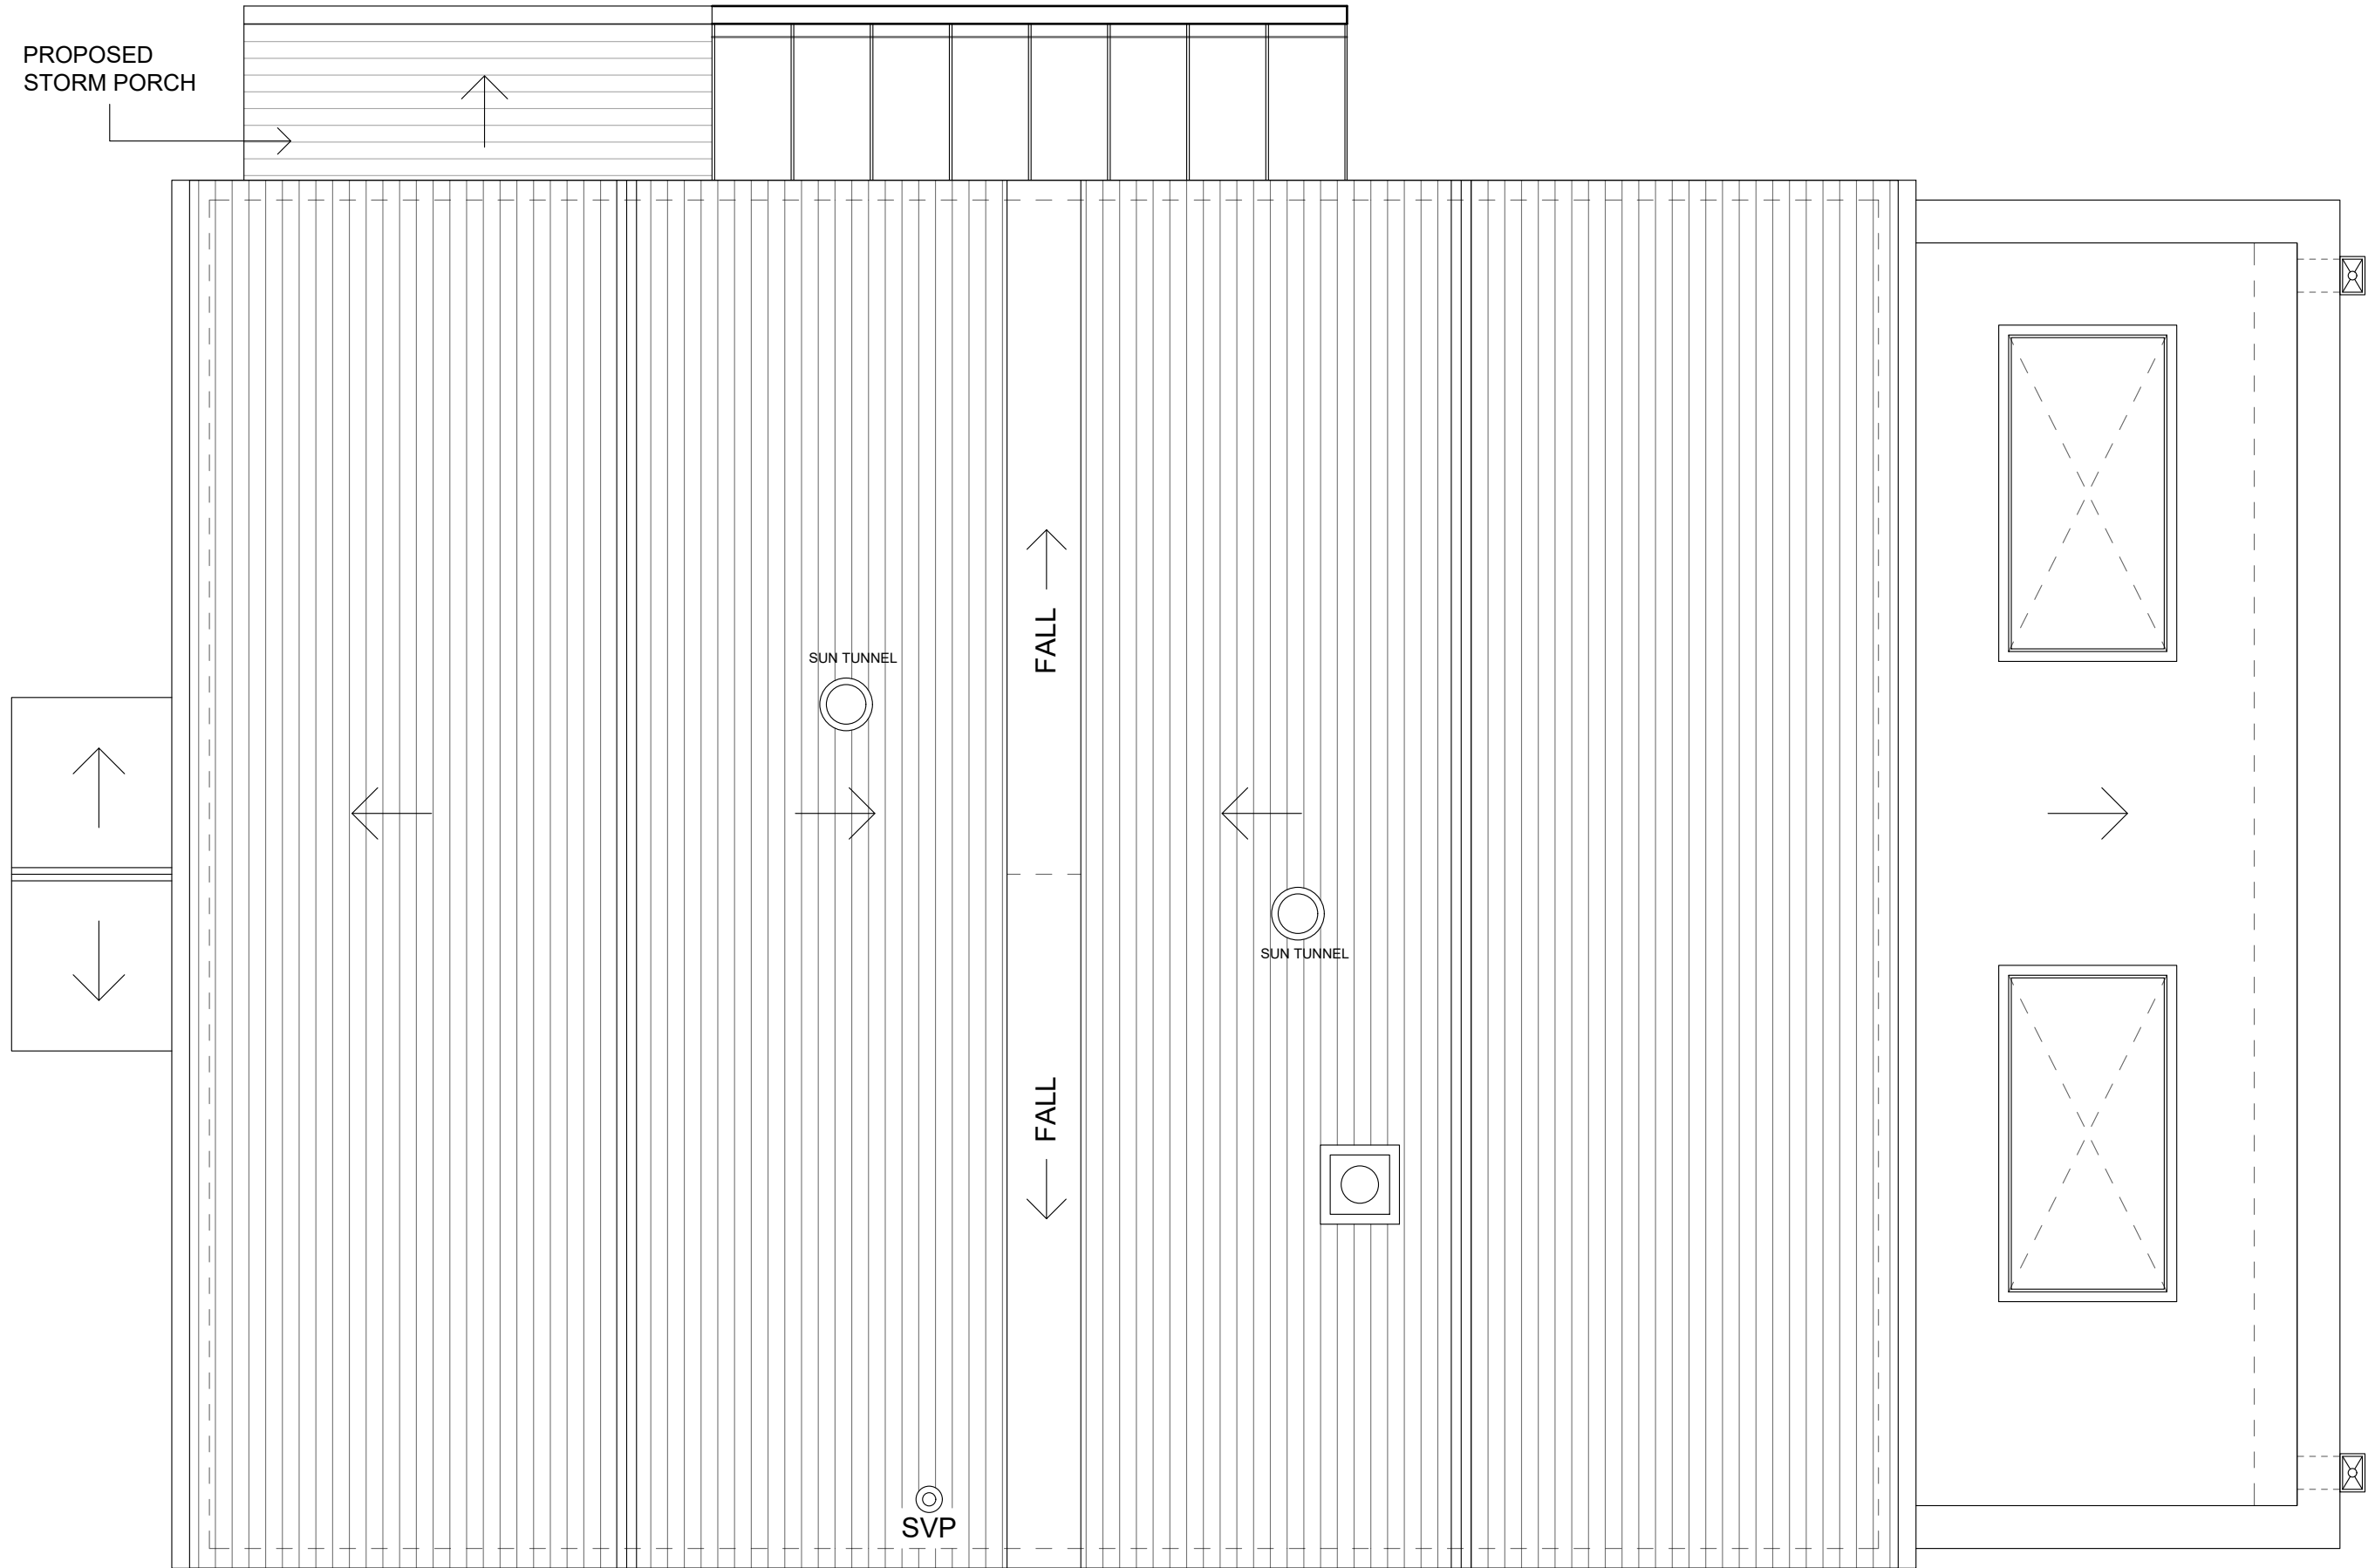 PROPOSED
STORM PORCH
FALL
SUN TUNNEL
SUN TUNNEL
FALL
SVP